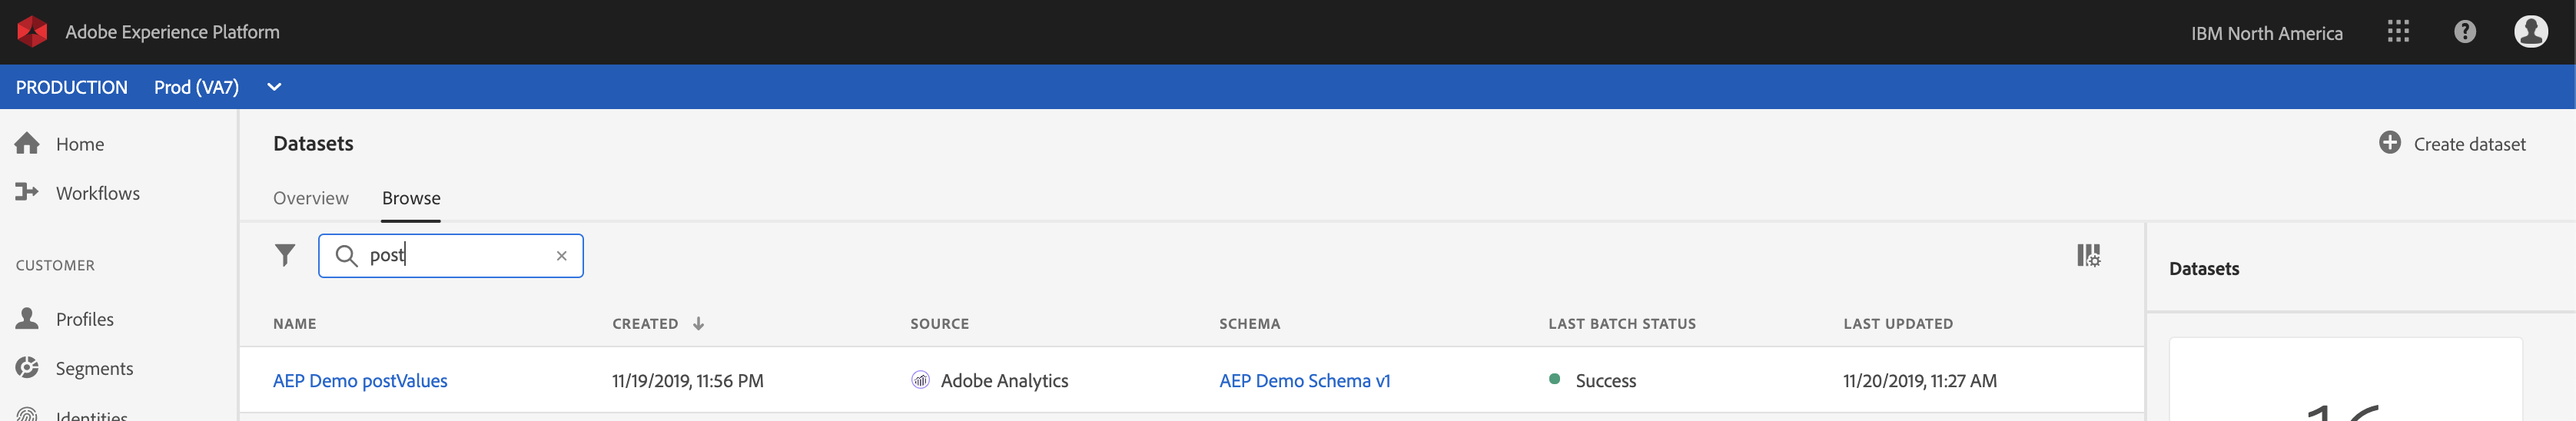 Adobe Experience Platform
IBM North America
PRODUCTION Prod (VA7)
Home
Workflows
CUSTOMER
Profiles
Segments
Identities
Datasets
Create dataset
Overview Browse
post
NAME CREATED SOURCE SCHEMA LAST BATCH STATUS LAST UPDATED
AEP Demo postValues 11/19/2019, 11:56 PM Adobe Analytics AEP Demo Schema v1 Success 11/20/2019, 11:27 AM
Datasets